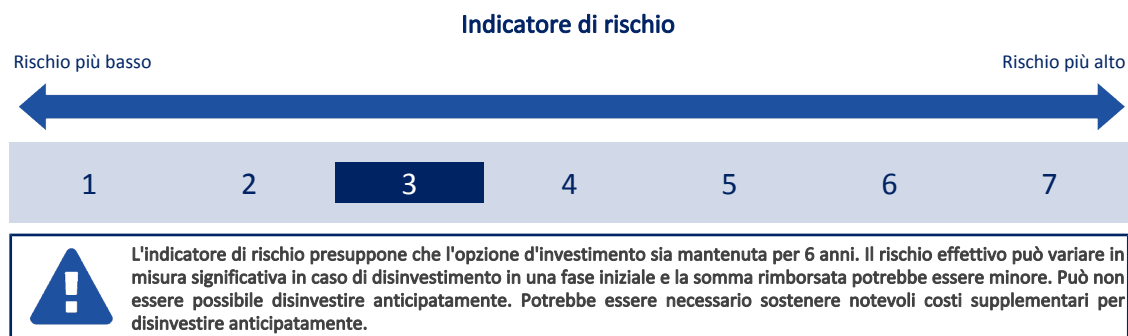 Indicatore di rischio
Rischio più basso
Rischio più alto
1 2 3 4 5 6 7
L'indicatore di rischio presuppone che l'opzione d'investimento sia mantenuta per 6 anni. Il rischio effettivo può variare in
misura significativa in caso di disinvestimento in una fase iniziale e la somma rimborsata potrebbe essere minore. Può non
essere possibile disinvestire anticipatamente. Potrebbe essere necessario sostenere notevoli costi supplementari per
disinvestire anticipatamente.